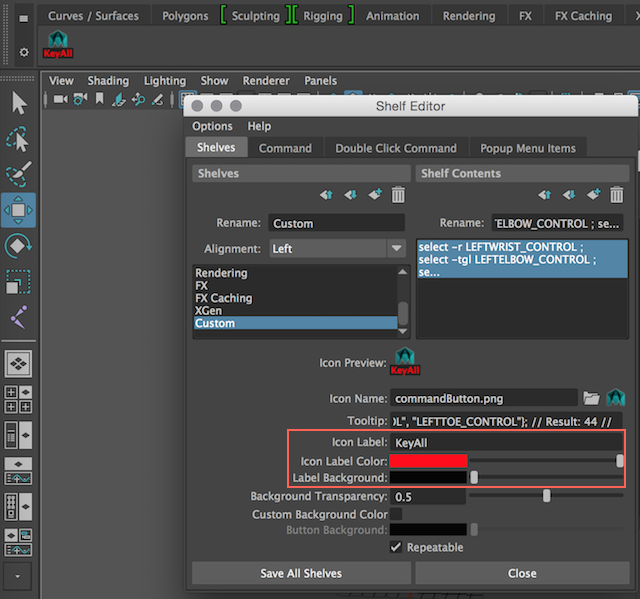 Curves / Surfaces Polygons Sculpting Rigging Animation Rendering FX FX Caching
KeyAll
View Shading Lighting Show Renderer Panels
Shelf Editor
Options Help
Shelves Command Double Click Command Popup Menu Items
Shelves Shelf Contents
Rename: Custom Rename: ELBOW_CONTROL ; se...
Alignment: Left
select -r LEFTWRIST_CONTROL ;
select -tgl LEFTELBOW_CONTROL ;
se...
Rendering
FX
FX Caching
XGen
Custom
Icon Preview: KeyAll
Icon Name: commandButton.png
Tooltip: OL", "LEFTTOE_CONTROL"}; // Result: 44 //
Icon Label: KeyAll
Icon Label Color:
Label Background:
Background Transparency: 0.5
Custom Background Color
Button Background:
Repeatable
Save All Shelves Close